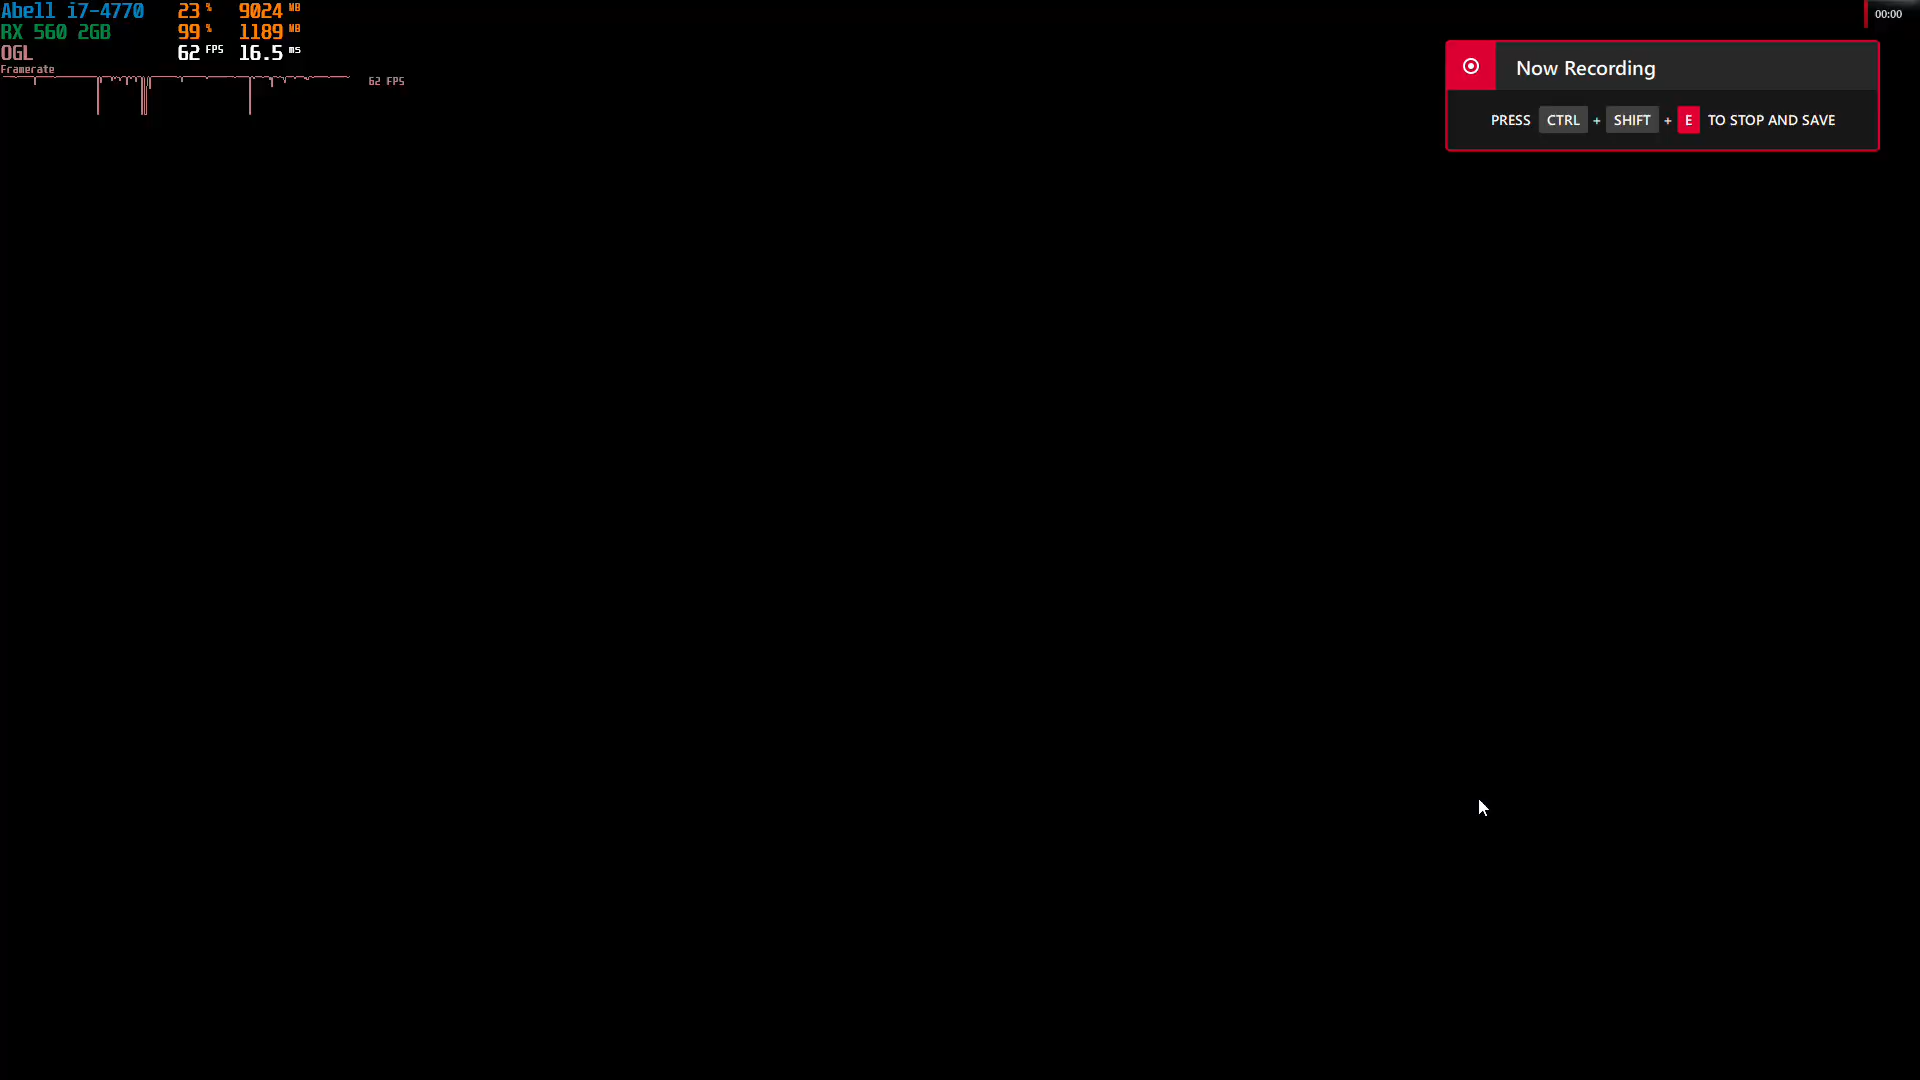 Abell i7-4770 23 % 9024 MB
RX 560 2GB 99 % 1189 MB
OGL 62 FPS 16.5 ms
Framerate
62 FPS
00:00
Now Recording
PRESS CTRL + SHIFT + E TO STOP AND SAVE